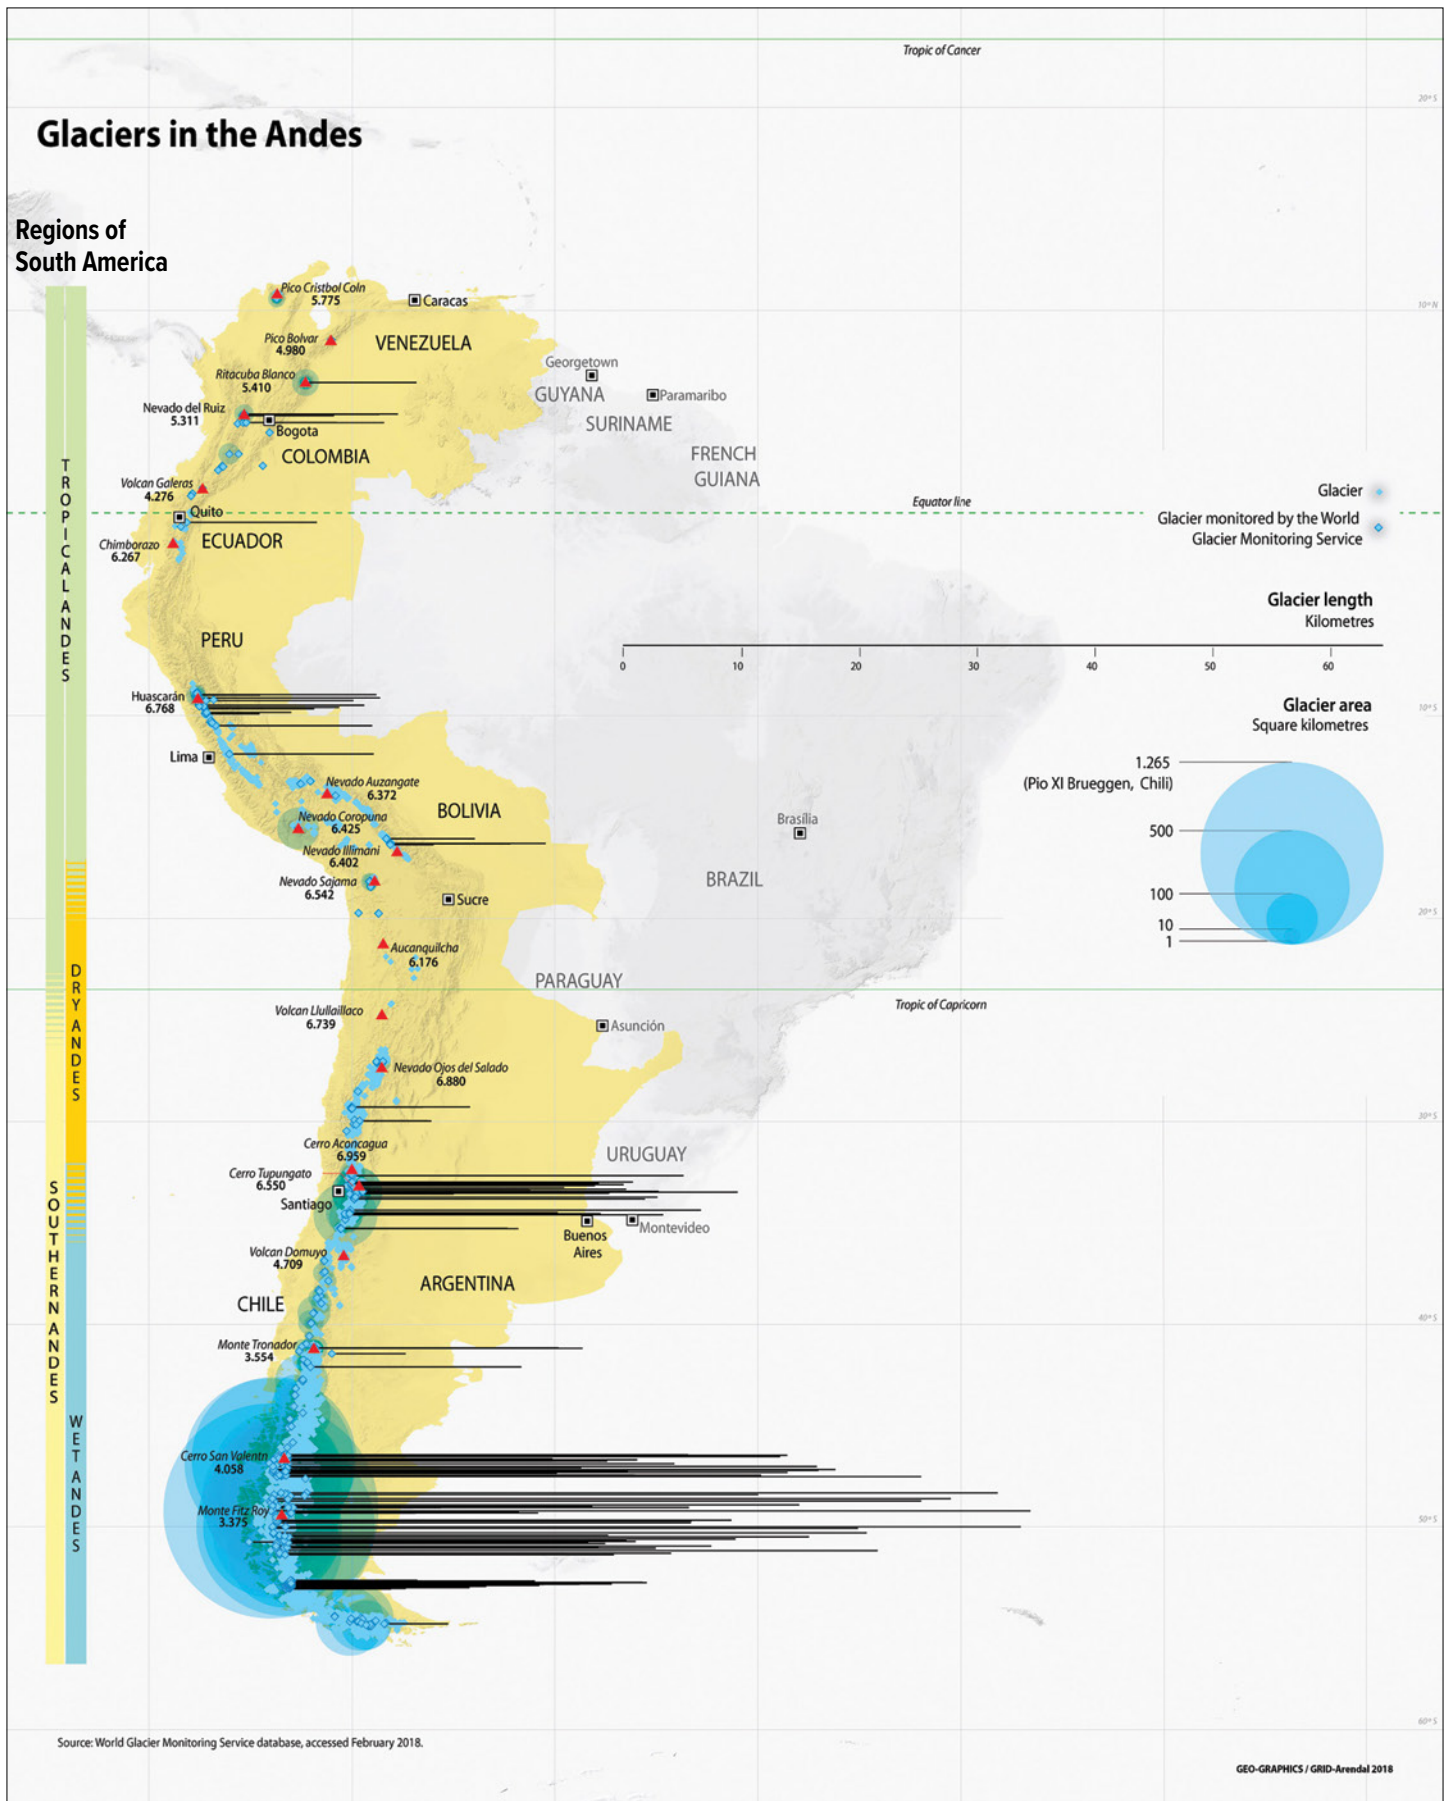 Tropic of Cancer
20° S
Glaciers in the Andes
Regions of
South America
Pico Cristbol Coln
5.775
Caracas
10° N
Pico Bolvar
4.980
VENEZUELA
Georgetown
Ritacuba Blanco
5.410
GUYANA
Paramaribo
Nevado del Ruiz
5.311
SURINAME
Bogota
COLOMBIA
FRENCH
GUIANA
TROPICAL ANDES
Volcan Galeras
4.276
Glacier
Equator line
Quito
Glacier monitored by the World
Glacier Monitoring Service
ECUADOR
Chimborazo
6.267
Glacier length
Kilometres
PERU
0 10 20 30 40 50 60
Huascarán
6.768
Glacier area
Square kilometres
10° S
Lima
1.265
(Pio XI Brueggen, Chili)
Nevado Auzangate
6.372
BOLIVIA
Nevado Coropuna
6.425
Brasília
500
Nevado Illimani
6.402
Nevado Sajama
6.542
BRAZIL
100
Sucre
20° S
10
1
Aucanquilcha
6.176
DRY ANDES
PARAGUAY
Tropic of Capricorn
Volcan Llullaillaco
6.739
Asunción
Nevado Ojos del Salado
6.880
30° S
Cerro Aconcagua
6.959
URUGUAY
Cerro Tupungato
6.550
SOUTHERN ANDES
Santiago
Buenos
Aires
Montevideo
Volcan Domuyo
4.709
ARGENTINA
CHILE
40° S
Monte Tronador
3.554
WET ANDES
Cerro San Valentn
4.058
Monte Fitz Roy
3.375
50° S
60° S
Source: World Glacier Monitoring Service database, accessed February 2018.
GEO-GRAPHICS / GRID-Arendal 2018